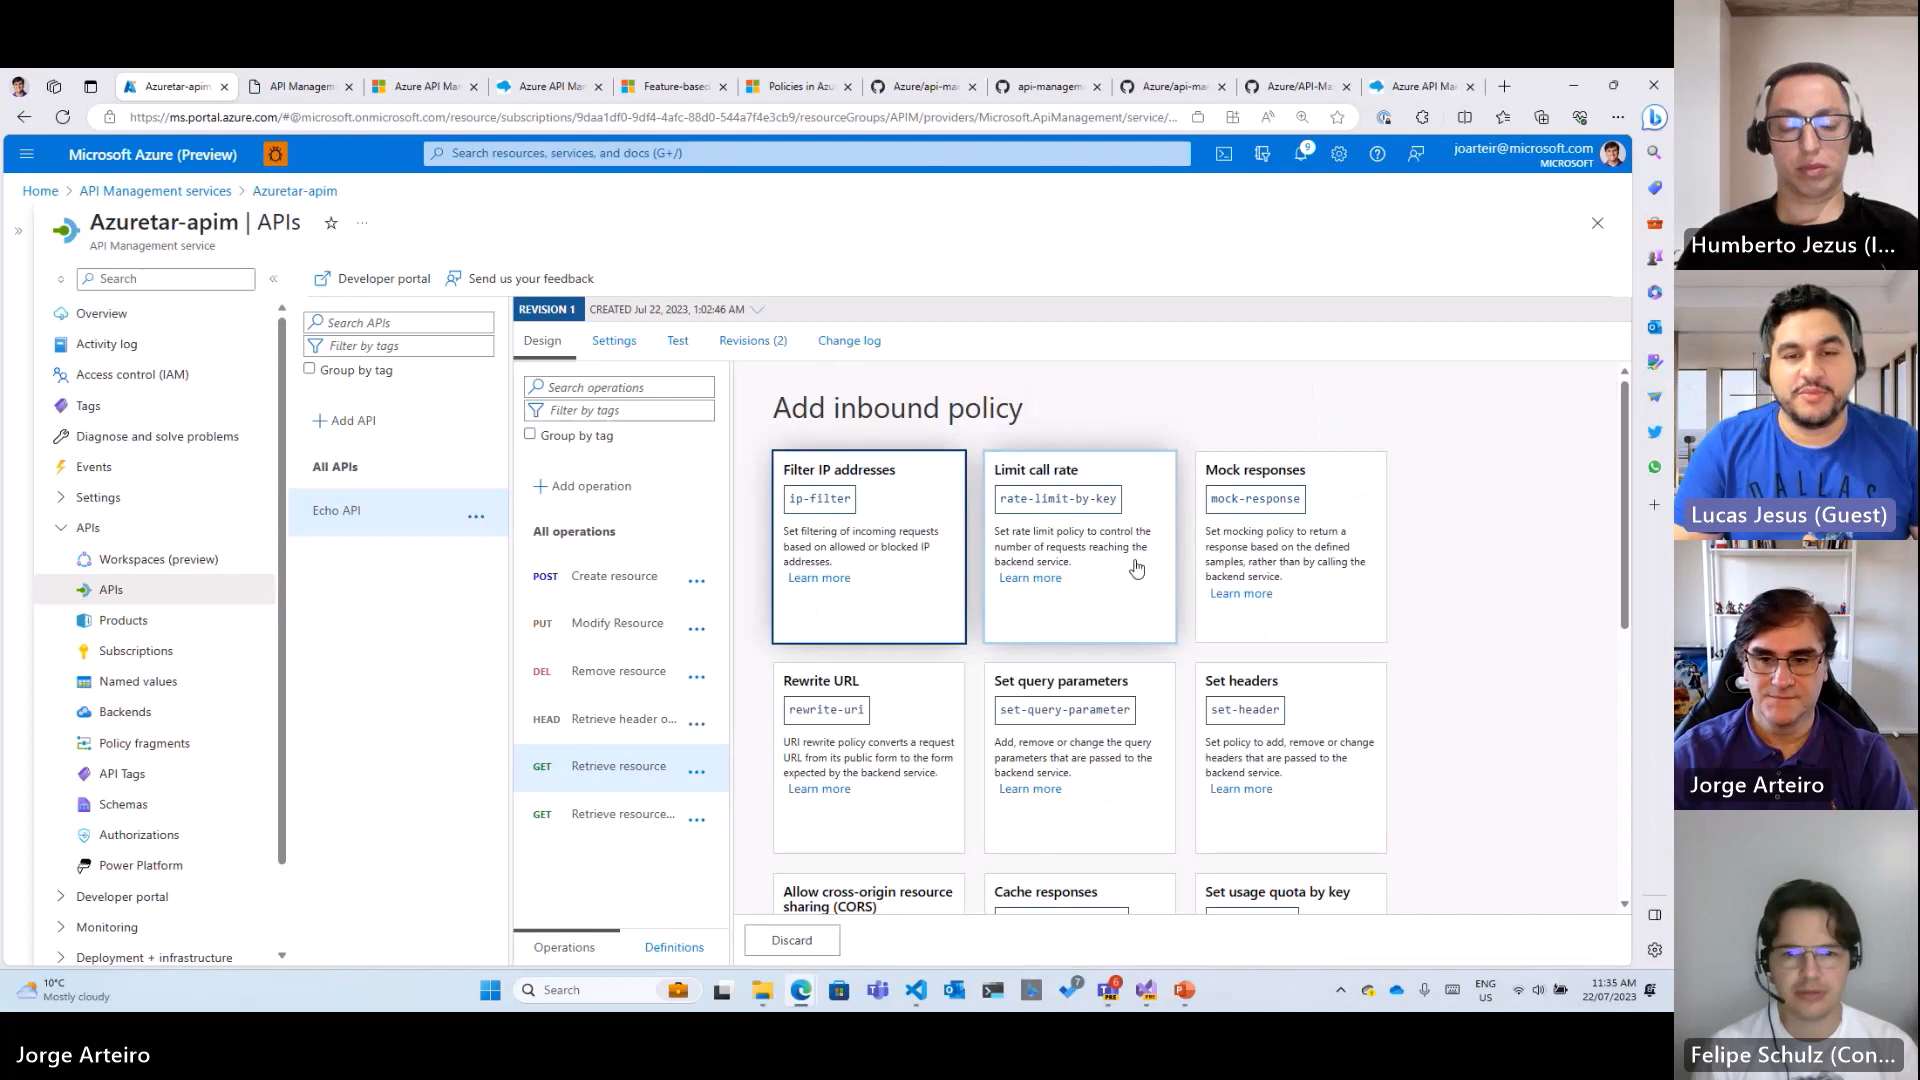 Azuretar-apim
API Managem
Azure API Ma
Azure API Ma
Feature-based
Policies in Azu
Azure/api-ma
api-managem
Azure/api-ma
Azure/API-Ma
Azure API Ma
https://ms.portal.azure.com/#@microsoft.onmicrosoft.com/resource/subscriptions/9daa1df0-9df4-4afc-88d0-544a7f4e3cb9/resourceGroups/APIM/providers/Microsoft.ApiManagement/service/...
Microsoft Azure (Preview)
Search resources, services, and docs (G+/)
9
joarteir@microsoft.com
MICROSOFT
Home > API Management services > Azuretar-apim
Azuretar-apim | APIs
API Management service
Search
Developer portal
Send us your feedback
Overview
Activity log
Access control (IAM)
Tags
Diagnose and solve problems
Events
Settings
APIs
Workspaces (preview)
APIs
Products
Subscriptions
Named values
Backends
Policy fragments
API Tags
Schemas
Authorizations
Power Platform
Developer portal
Monitoring
Deployment + infrastructure
Search APIs
Filter by tags
Group by tag
Add API
All APIs
Echo API
REVISION 1
CREATED Jul 22, 2023, 1:02:46 AM
Design
Settings
Test
Revisions (2)
Change log
Search operations
Filter by tags
Group by tag
Add operation
All operations
POST Create resource
PUT Modify Resource
DEL Remove resource
HEAD Retrieve header o...
GET Retrieve resource
GET Retrieve resource...
Operations
Definitions
Add inbound policy
Filter IP addresses
ip-filter
Set filtering of incoming requests
based on allowed or blocked IP
addresses.
Learn more
Limit call rate
rate-limit-by-key
Set rate limit policy to control the
number of requests reaching the
backend service.
Learn more
Mock responses
mock-response
Set mocking policy to return a
response based on the defined
samples, rather than by calling the
backend service.
Learn more
Rewrite URL
rewrite-uri
URI rewrite policy converts a request
URL from its public form to the form
expected by the backend service.
Learn more
Set query parameters
set-query-parameter
Add, remove or change the query
parameters that are passed to the
backend service.
Learn more
Set headers
set-header
Set policy to add, remove or change
headers that are passed to the
backend service.
Learn more
Allow cross-origin resource
sharing (CORS)
Cache responses
Set usage quota by key
Discard
10°C
Mostly cloudy
Search
7
6
ENG
US
11:35 AM
22/07/2023
Jorge Arteiro
Humberto Jezus (I...
DALLAS
Lucas Jesus (Guest)
Jorge Arteiro
Felipe Schulz (Con...